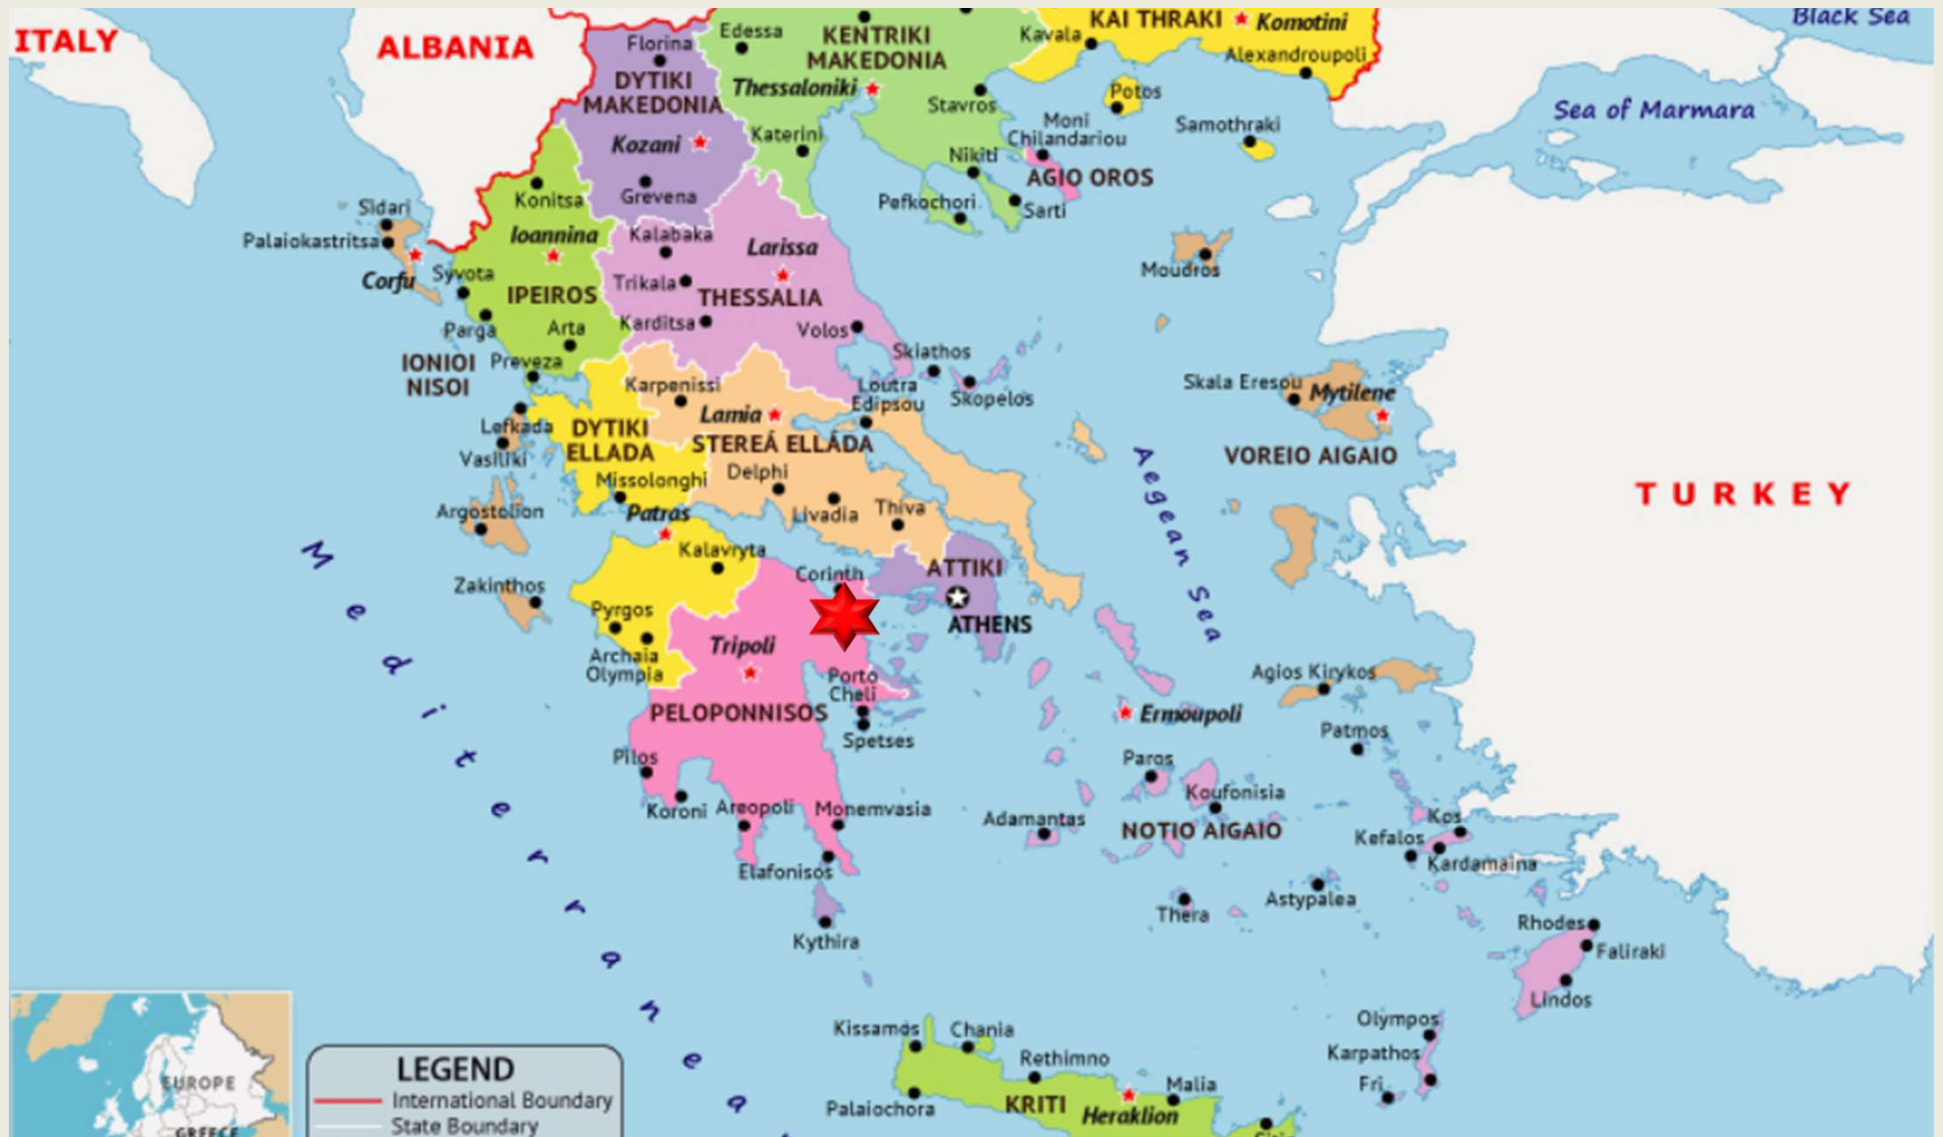 ITALY
ALBANIA
Black Sea
KAI THRAKI
Komotini
Kavala
Alexandroupoli
Edessa
KENTRIKI
MAKEDONIA
Thessaloniki
Stavros
Florina
DYTIKI
MAKEDONIA
Kozani
Grevena
Katerini
Potos
Samothraki
Sea of Marmara
Moni
Chilandariou
Nikiti
AGIO OROS
Pefkochori
Sarti
Konitsa
Ioannina
Sidari
Palaiokastritsa
Corfu
Syvota
IPEIROS
Parga
Arta
Preveza
IONIOI
NISOI
Kalabaka
Larissa
Trikala
THESSALIA
Karditsa
Volos
Moudros
Skiathos
Skopelos
Loutra
Edipsou
Karpenissi
Lamia
STEREÁ ELLÁDA
Delphi
Livadia
Thiva
Lefkada
Vasiliki
DYTIKI
ELLADA
Missolonghi
Patras
Argostolion
Kalavryta
Zakinthos
Pyrgos
Archaia
Olympia
Corinth
ATTIKI
ATHENS
Tripoli
Porto
Cheli
PELOPONNISOS
Spetses
Pilos
Koroni
Areopoli
Monemvasia
Elafonisos
Kythira
Skala Eresou
Mytilene
VOREIO AIGAIO
Aegean Sea
TURKEY
Agios Kirykos
Ermoupoli
Patmos
Paros
Koufonisia
Adamantas
NOTIO AIGAIO
Kos
Kefalos
Kardamaina
Thera
Astypalea
Rhodes
Faliraki
Lindos
Olympos
Karpathos
Fri
Kissamos
Chania
Rethimno
Malia
Palaiochora
KRITI
Heraklion
Mediterranea
EUROPE
GREECE
LEGEND
International Boundary
State Boundary